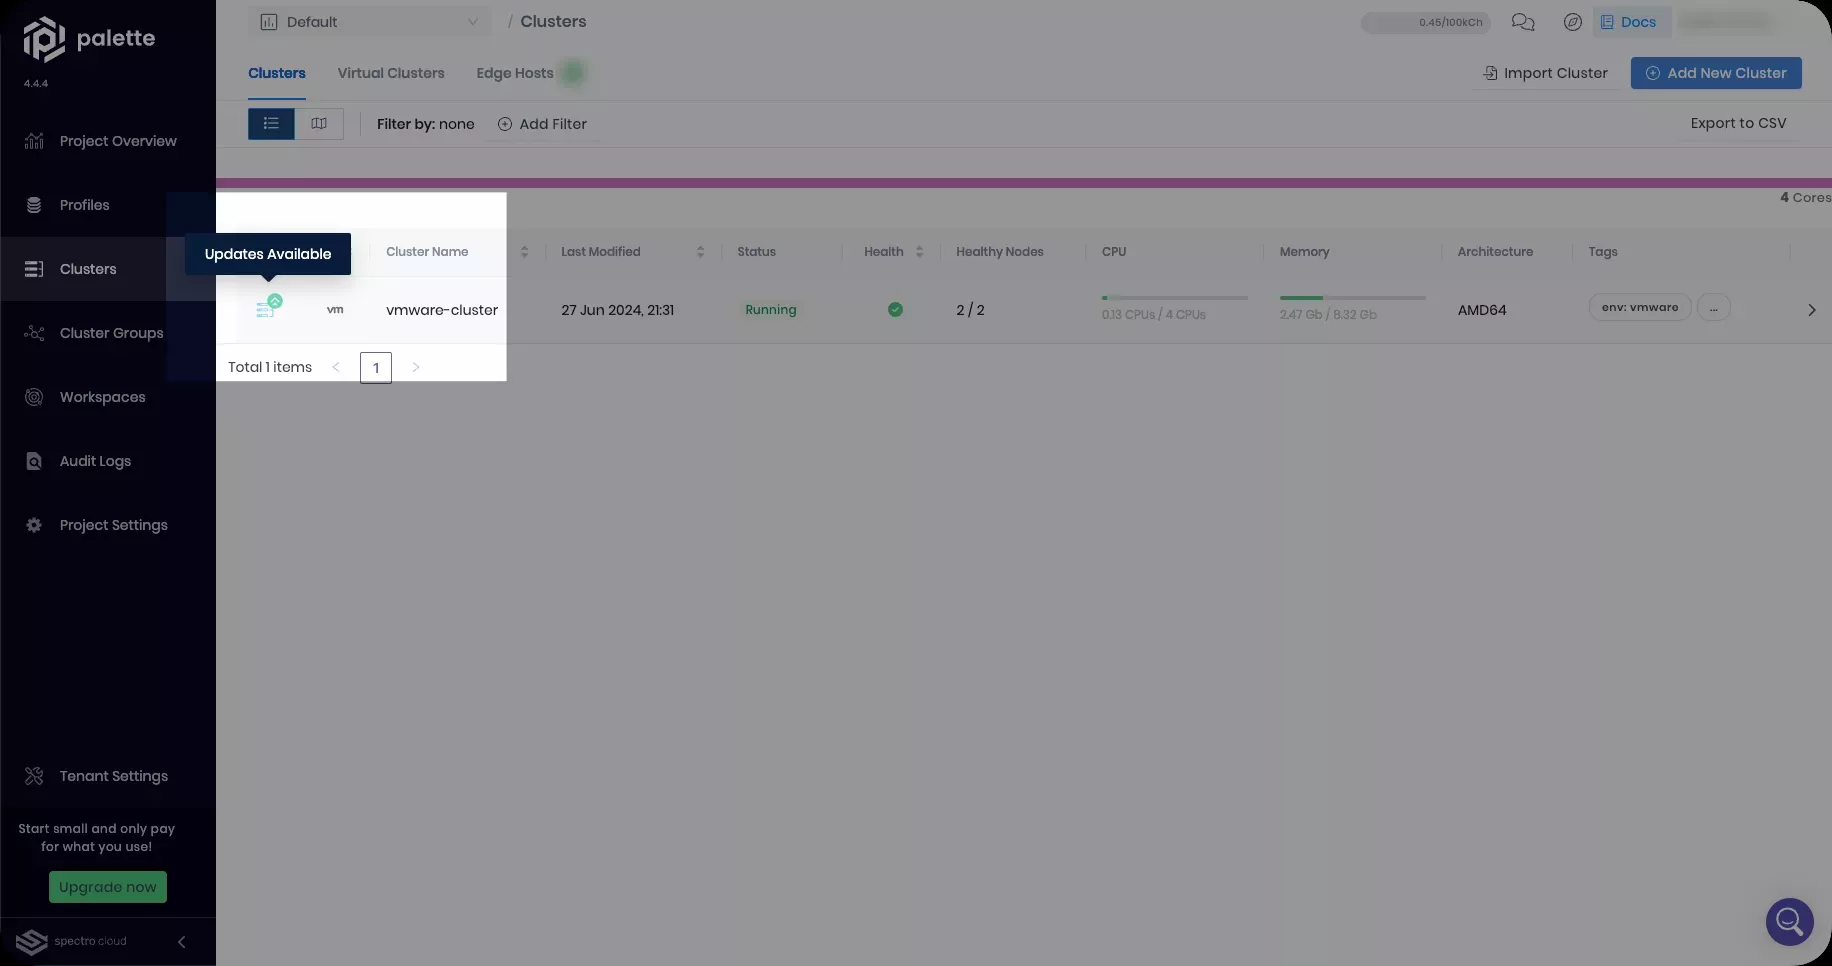 palette
4.4.4
Project Overview
Profiles
Clusters
Cluster Groups
Workspaces
Audit Logs
Project Settings
Tenant Settings
Start small and only pay
for what you use!
Upgrade now
spectro cloud
Default / Clusters
0.45/100kCh
Docs
Clusters Virtual Clusters Edge Hosts
Import Cluster
Add New Cluster
Filter by: none Add Filter
Export to CSV
4 Cores
Updates Available
Cluster Name Last Modified Status Health Healthy Nodes CPU Memory Architecture Tags
vm vmware-cluster 27 Jun 2024, 21:31 Running 2 / 2 0.13 CPUs / 4 CPUs 2.47 Gb / 8.32 Gb AMD64 env: vmware ...
Total 1 items < 1 >